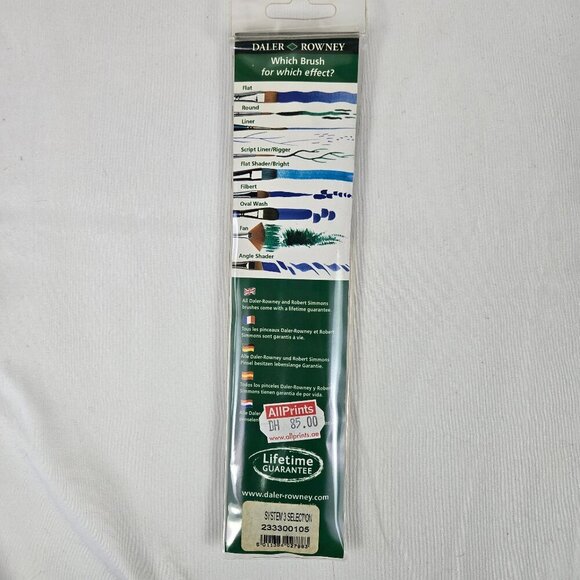 DALER ROWNEY
Which Brush
for which effect?
Flat
Round
Liner
Script Liner/Rigger
Flat Shader/Bright
Filbert
Oval Wash
Fan
Angle Shader
All Daler-Rowney and Robert Simmons
brushes come with a lifetime guarantee.
Tous les pinceaux Daler-Rowney et Robert
Simmons sont garantis à vie.
Alle Daler-Rowney und Robert Simmons
Pinsel besitzen lebenslange Garantie.
Todos los pinceles Daler-Rowney y Robert
Simmons tienen garantia de por vida.
Alle Daler
AllPrints
DH 85.00
www.allprints.ae
Lifetime
GUARANTEE
www.daler-rowney.com
SYSTEM 3 SELECTION
233300105